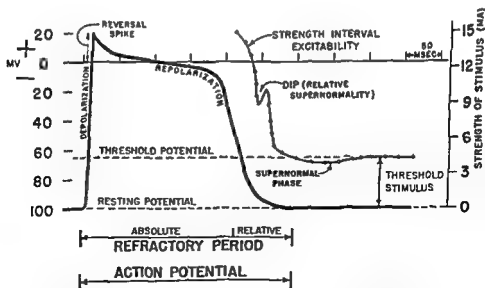 20
+
MV 0
—
20
40
65
80
100
REVERSAL
SPIKE
DEPOLARIZATION
REPOLARIZATION
STRENGTH INTERVAL
EXCITABILITY
DIP (RELATIVE
SUPERNORMALITY)
THRESHOLD POTENTIAL
SUPERNORMAL
PHASE
THRESHOLD
STIMULUS
RESTING POTENTIAL
50
MSEC
15
12
9
6
3
0
STRENGTH OF STIMULUS (MA)
ABSOLUTE RELATIVE
REFRACTORY PERIOD
ACTION POTENTIAL